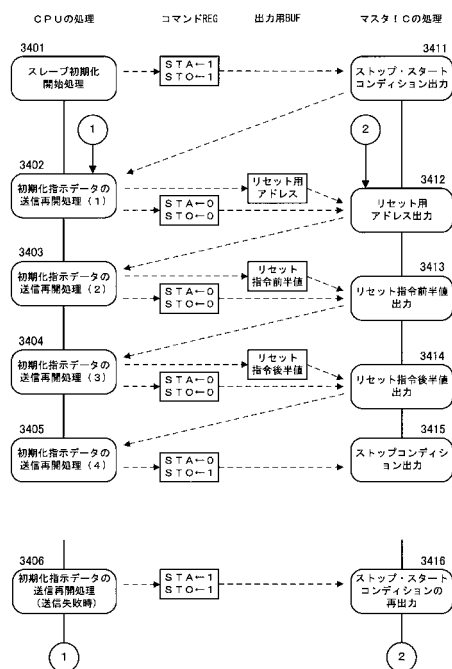 ＣＰＵの処理　コマンドREG　出力用BUF　マスタＩＣの処理
3401
スレーブ初期化
開始処理
ＳＴＡ←１
ＳＴＯ←１
3411
ストップ・スタート
コンディション出力
1
2
3402
初期化指示データの
送信再開処理（１）
リセット用
アドレス
ＳＴＡ←０
ＳＴＯ←０
3412
リセット用
アドレス出力
3403
初期化指示データの
送信再開処理（２）
リセット
指令前半値
ＳＴＡ←０
ＳＴＯ←０
3413
リセット指令前半値
出力
3404
初期化指示データの
送信再開処理（３）
リセット
指令後半値
ＳＴＡ←０
ＳＴＯ←０
3414
リセット指令後半値
出力
3405
初期化指示データの
送信再開処理（４）
ＳＴＡ←０
ＳＴＯ←１
3415
ストップコンディ
ション出力
3406
初期化指示データの
送信再開処理
（送信失敗時）
ＳＴＡ←１
ＳＴＯ←１
3416
ストップ・スタート
コンディションの
再出力
1
2